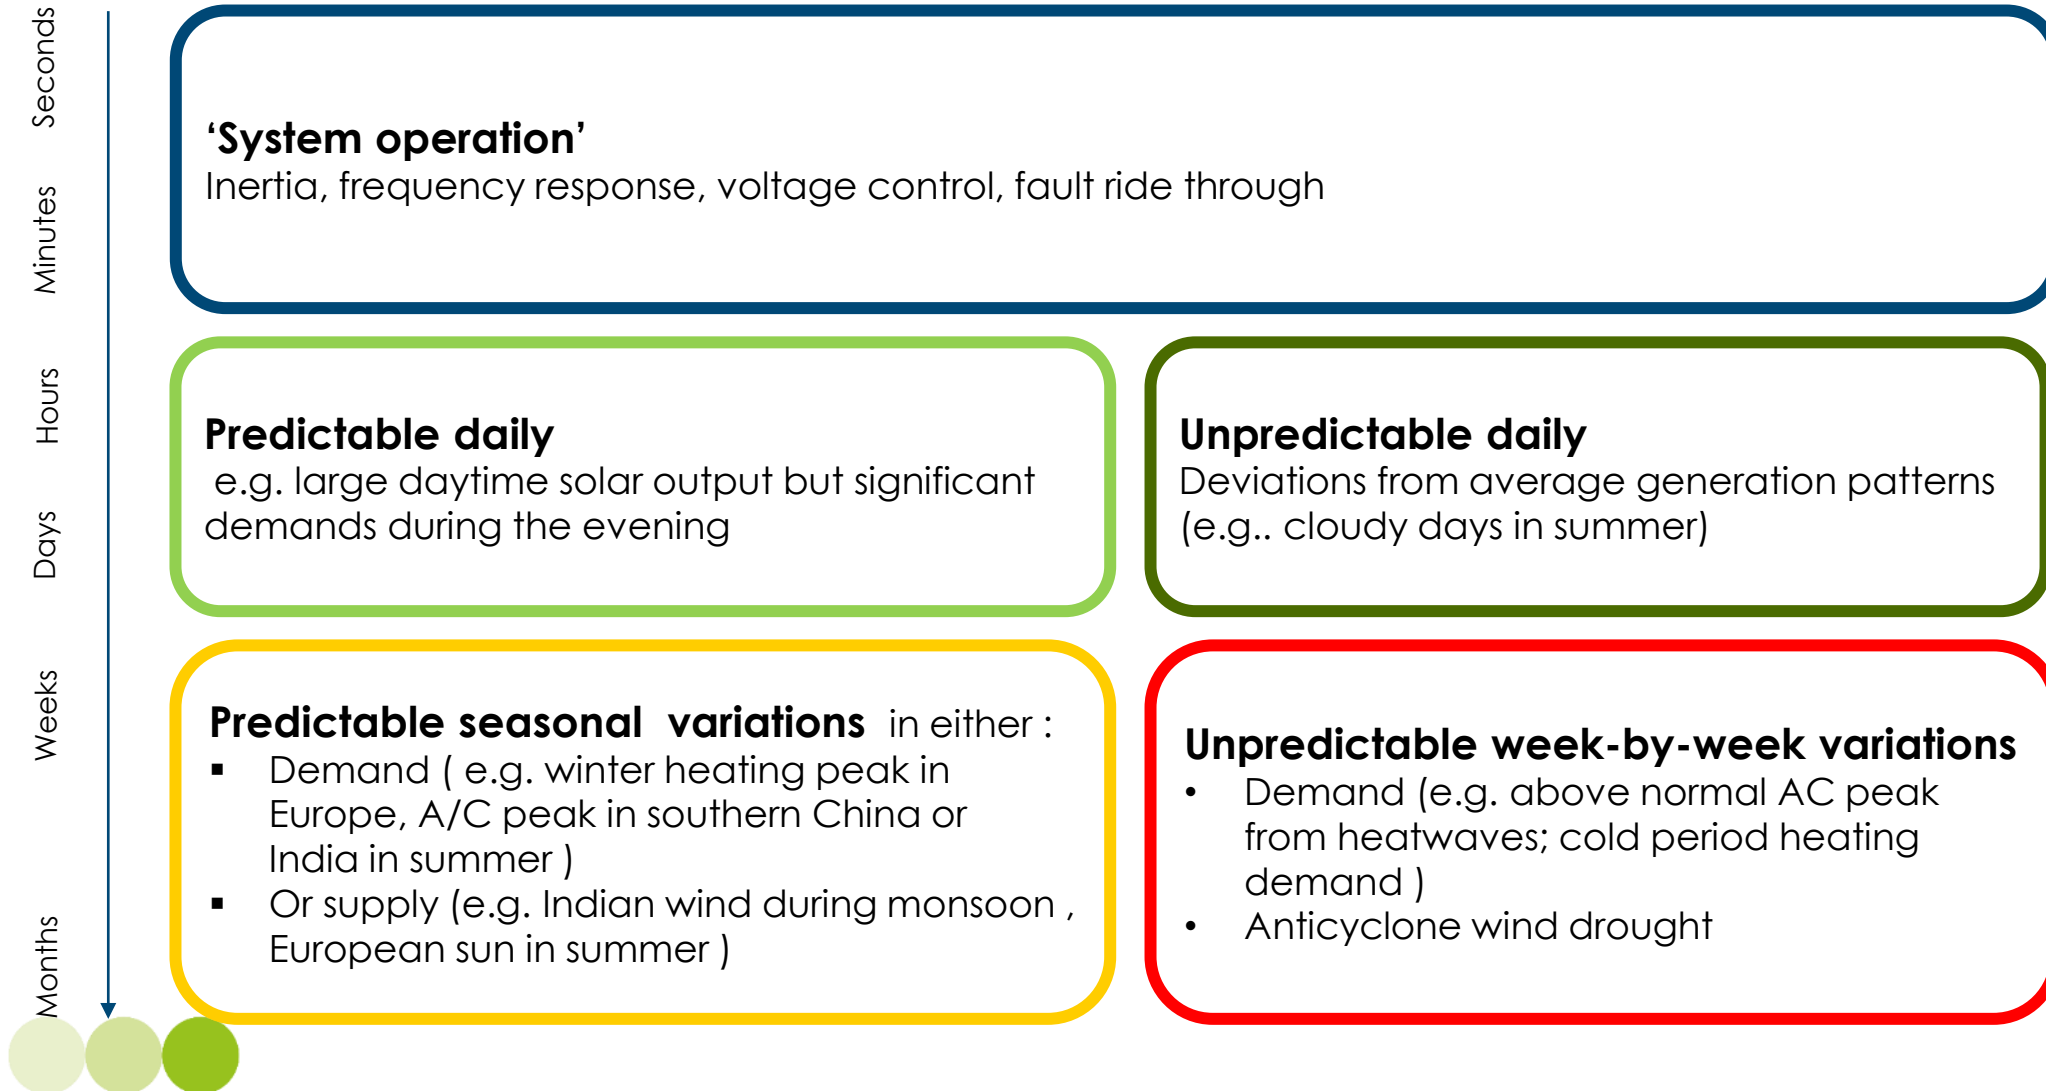 Seconds
Minutes
Hours
Days
Weeks
Months
‘System operation’
Inertia, frequency response, voltage control, fault ride through
Predictable daily
e.g. large daytime solar output but significant
demands during the evening
Unpredictable daily
Deviations from average generation patterns
(e.g.. cloudy days in summer)
Predictable seasonal variations in either :
▪ Demand ( e.g. winter heating peak in
Europe, A/C peak in southern China or
India in summer )
▪ Or supply (e.g. Indian wind during monsoon ,
European sun in summer )
Unpredictable week-by-week variations
• Demand (e.g. above normal AC peak
from heatwaves; cold period heating
demand )
• Anticyclone wind drought